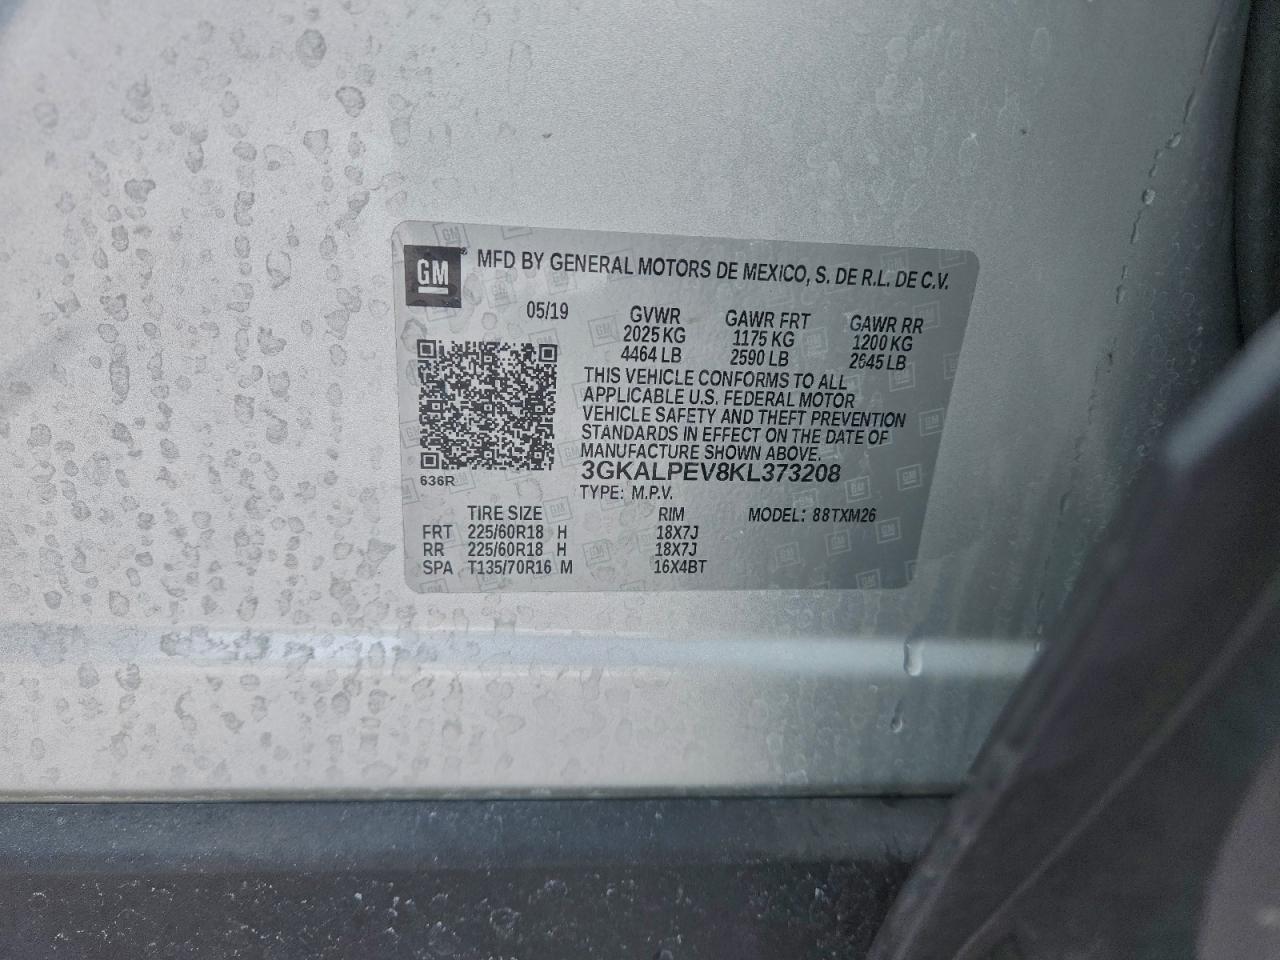 GM
MFD BY GENERAL MOTORS DE MEXICO, S. DE R.L. DE C.V.
05/19 GVWR GAWR FRT GAWR RR
2025 KG 1175 KG 1200 KG
4464 LB 2590 LB 2645 LB
THIS VEHICLE CONFORMS TO ALL
APPLICABLE U.S. FEDERAL MOTOR
VEHICLE SAFETY AND THEFT PREVENTION
STANDARDS IN EFFECT ON THE DATE OF
MANUFACTURE SHOWN ABOVE.
3GKALPEV8KL373208
636R
TYPE: M.P.V.
TIRE SIZE RIM MODEL: 88TXM26
FRT 225/60R18 H 18X7J
RR 225/60R18 H 18X7J
SPA T135/70R16 M 16X4BT